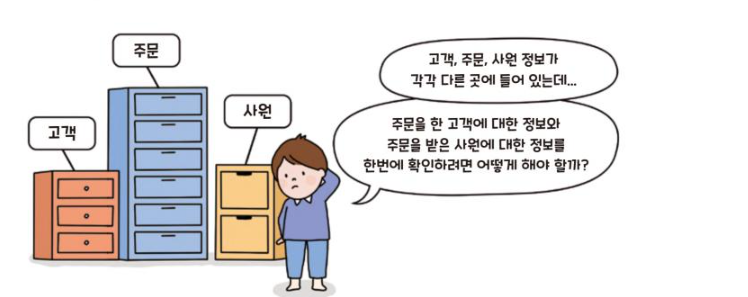 주문
고객
사원
고객, 주문, 사원 정보가
각각 다른 곳에 들어 있는데...
주문을 한 고객에 대한 정보와
주문을 받은 사원에 대한 정보를
한번에 확인하려면 어떻게 해야 할까?